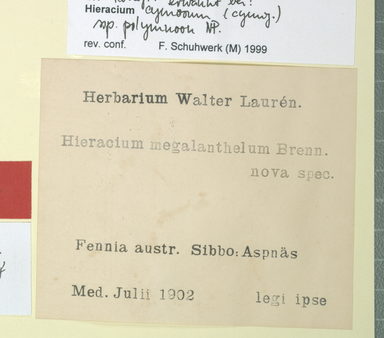 Hieracium cymosum (cymig.)
ssp. polymnoon NP.
rev. conf. F. Schuhwerk (M) 1999
Herbarium Walter Laurén.
Hieracium megalanthelum Brenn.
nova spec.
Fennia austr. Sibbo: Aspnäs
Med. Julii 1902 legi ipse